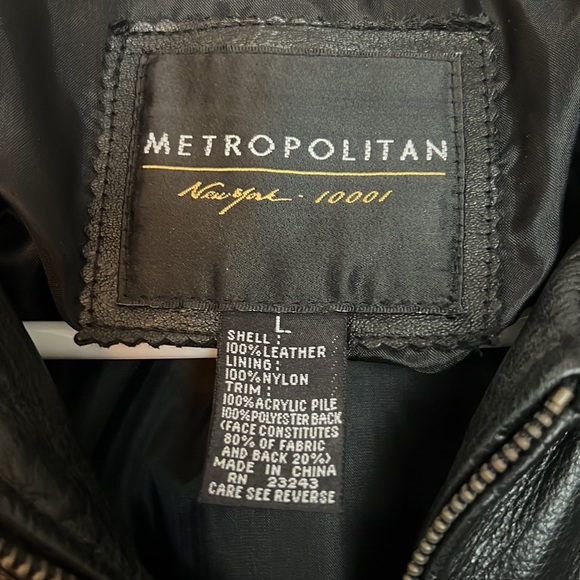 METROPOLITAN
New York · 10001
L
SHELL:
100%LEATHER
LINING:
100%NYLON
TRIM:
100%ACRYLIC PILE
100%POLYESTER BACK
(FACE CONSTITUTES
80% OF FABRIC
AND BACK 20%)
MADE IN CHINA
RN 23243
CARE SEE REVERSE